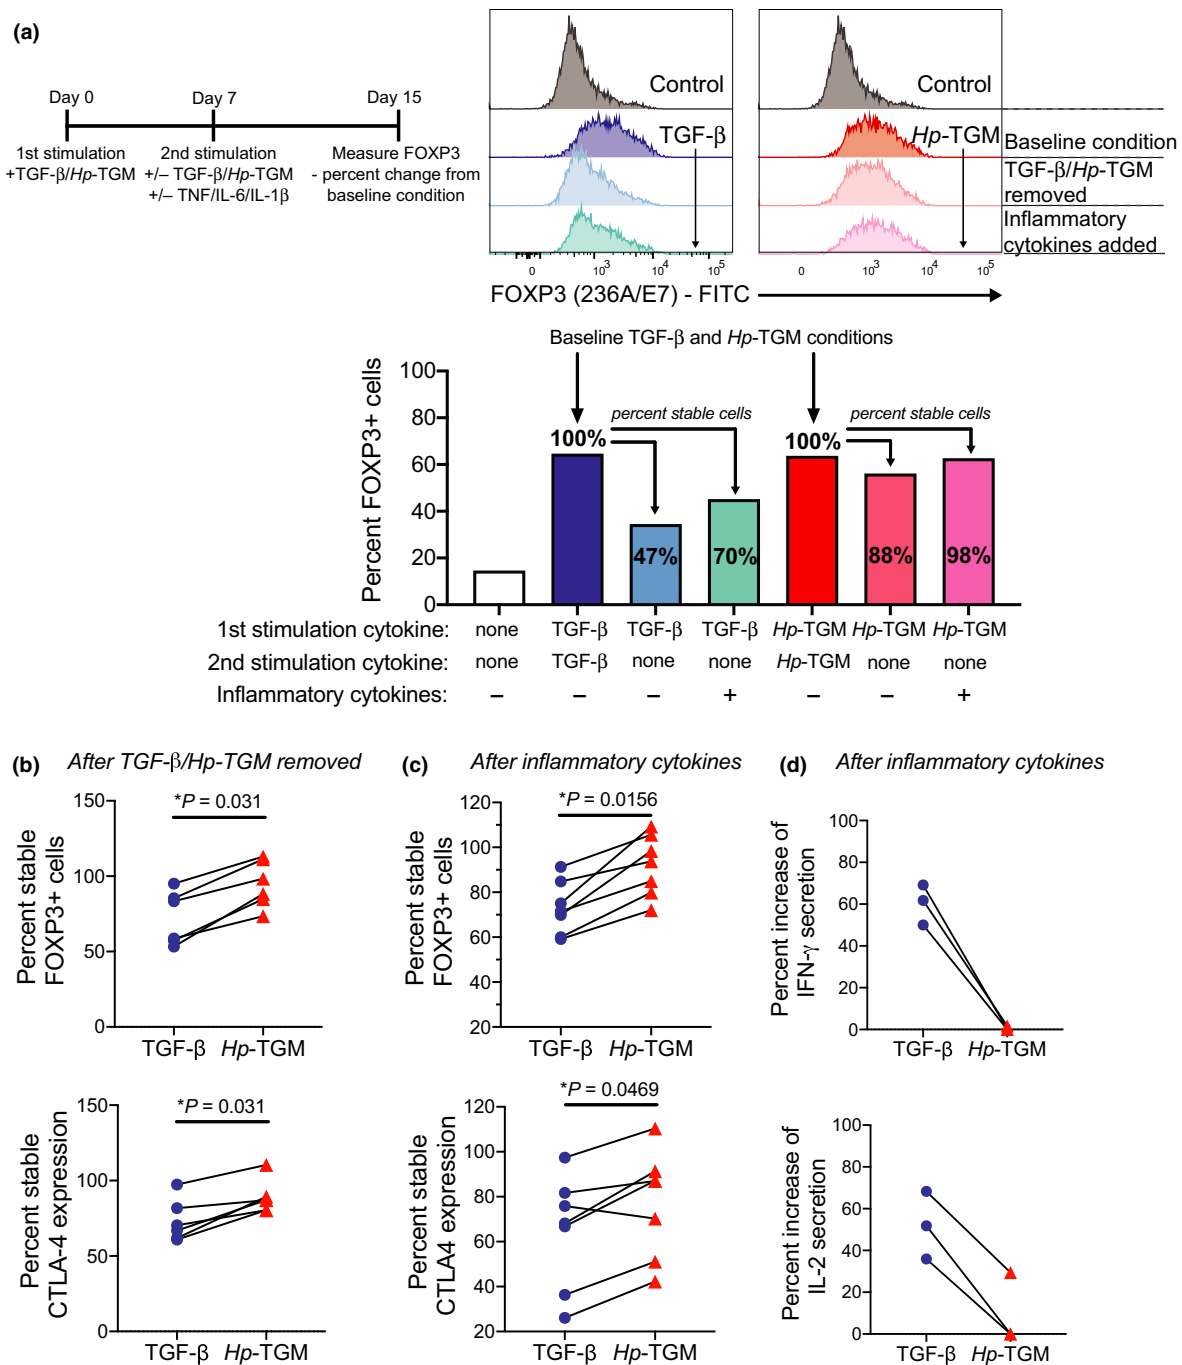 (a)
Day 0
Day 7
Day 15
1st stimulation
+TGF-β/Hp-TGM
2nd stimulation
+/– TGF-β/Hp-TGM
+/– TNF/IL-6/IL-1β
Measure FOXP3
- percent change from
baseline condition
Control
TGF-β
0 10³ 10⁴ 10⁵
Control
Hp-TGM
0 10³ 10⁴ 10⁵
Baseline condition
TGF-β/Hp-TGM
removed
Inflammatory
cytokines added
FOXP3 (236A/E7) - FITC
Baseline TGF-β and Hp-TGM conditions
Percent FOXP3+ cells
100
80
60
40
20
0
percent stable cells
percent stable cells
100%
47%
70%
100%
88%
98%
1st stimulation cytokine: none TGF-β TGF-β TGF-β Hp-TGM Hp-TGM Hp-TGM
2nd stimulation cytokine: none TGF-β none none Hp-TGM none none
Inflammatory cytokines: – – – + – – +
(b) After TGF-β/Hp-TGM removed
*P = 0.031
Percent stable
FOXP3+ cells
150
100
50
0
TGF-β Hp-TGM
*P = 0.031
Percent stable
CTLA-4 expression
150
100
50
0
TGF-β Hp-TGM
(c) After inflammatory cytokines
*P = 0.0156
Percent stable
FOXP3+ cells
120
100
80
60
40
20
TGF-β Hp-TGM
*P = 0.0469
Percent stable
CTLA4 expression
120
100
80
60
40
20
TGF-β Hp-TGM
(d) After inflammatory cytokines
Percent increase of
IFN-γ secretion
100
80
60
40
20
0
TGF-β Hp-TGM
Percent increase of
IL-2 secretion
100
80
60
40
20
0
TGF-β Hp-TGM